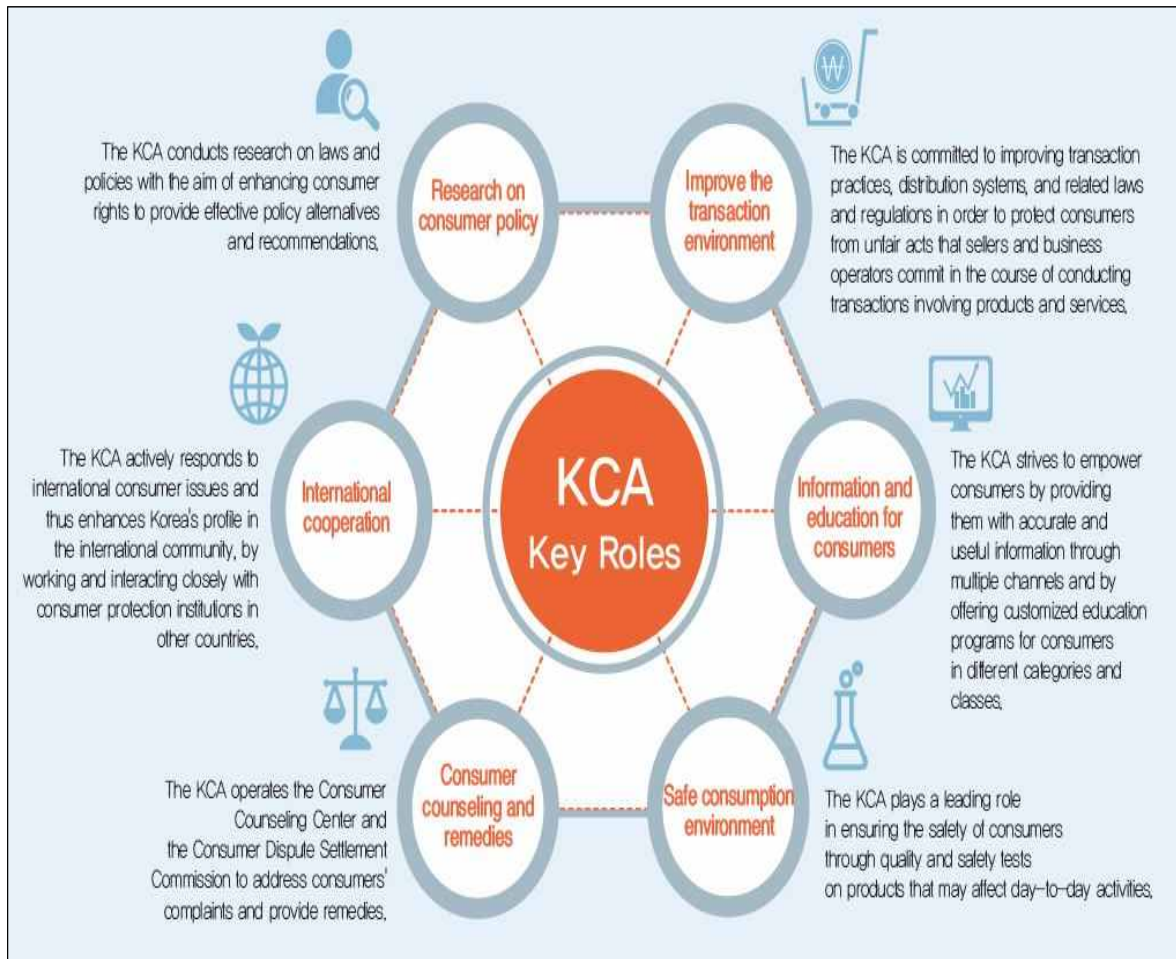 The KCA conducts research on laws and
policies with the aim of enhancing consumer
rights to provide effective policy alternatives
and recommendations.
Research on
consumer policy
Improve the
transaction
environment
The KCA is committed to improving transaction
practices, distribution systems, and related laws
and regulations in order to protect consumers
from unfair acts that sellers and business
operators commit in the course of conducting
transactions involving products and services.
The KCA actively responds to
international consumer issues and
thus enhances Korea's profile in
the international community, by
working and interacting closely with
consumer protection institutions in
other countries.
International
cooperation
KCA
Key Roles
Information and
education for
consumers
The KCA strives to empower
consumers by providing
them with accurate and
useful information through
multiple channels and by
offering customized education
programs for consumers
in different categories and
classes.
The KCA operates the Consumer
Counseling Center and
the Consumer Dispute Settlement
Commission to address consumers'
complaints and provide remedies.
Consumer
counseling and
remedies
Safe consumption
environment
The KCA plays a leading role
in ensuring the safety of consumers
through quality and safety tests
on products that may affect day-to-day activities.